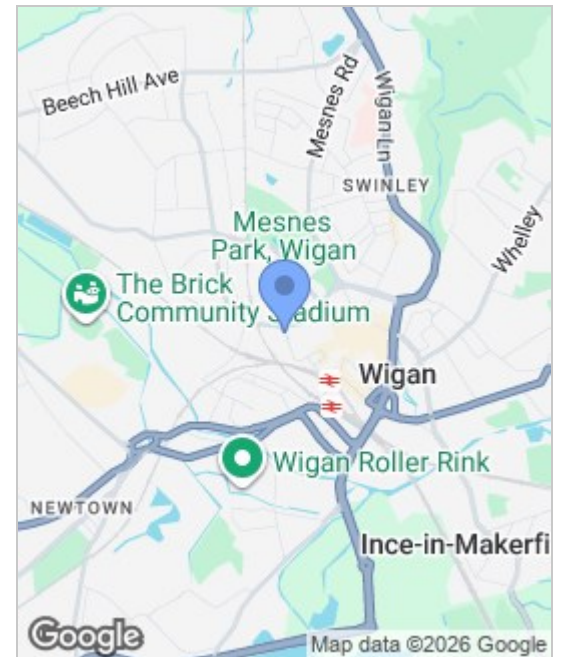 Beech Hill Ave
Mesnes Rd
Wigan Ln
SWINLEY
Whelley
Mesnes
Park, Wigan
The Brick
Community Stadium
Wigan
Wigan Roller Rink
NEWTOWN
Ince-in-Makerfi
Google
Map data ©2026 Google